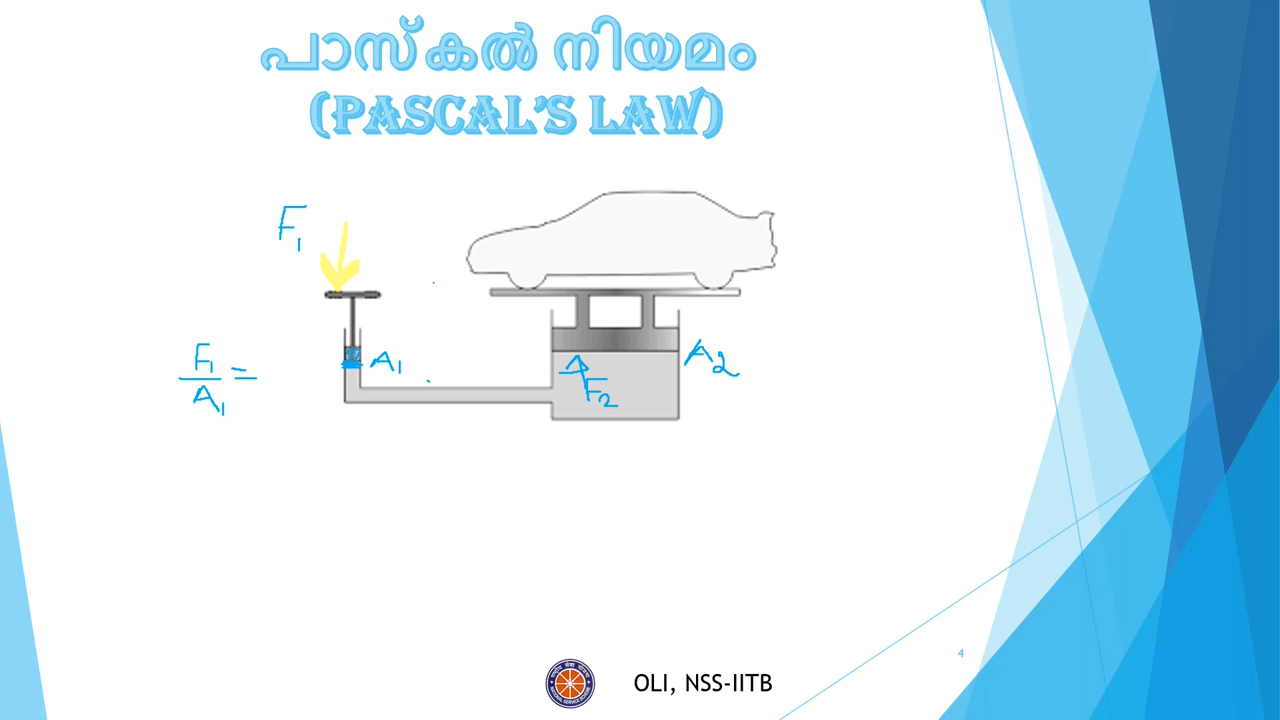 പാസ്കൽ നിയമം
(PASCAL'S LAW)
F₁
A₁
A₂
F₁/A₁ =
F₂
4
OLI, NSS-IITB